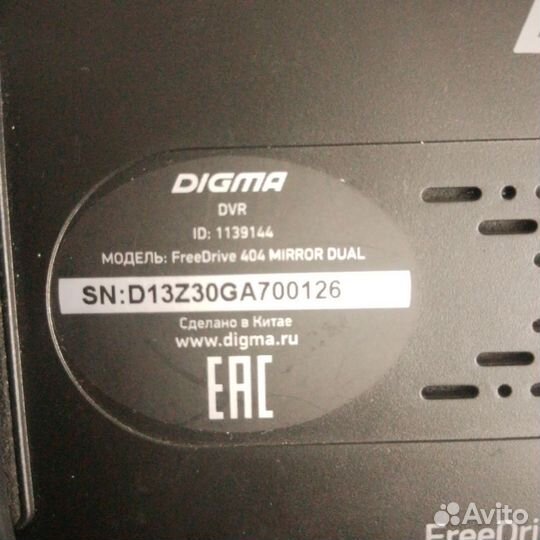 DIGMA
DVR
ID: 1139144
МОДЕЛЬ: FreeDrive 404 MIRROR DUAL
SN:D13Z30GA700126
Сделано в Китае
www.digma.ru
EAC
Avito